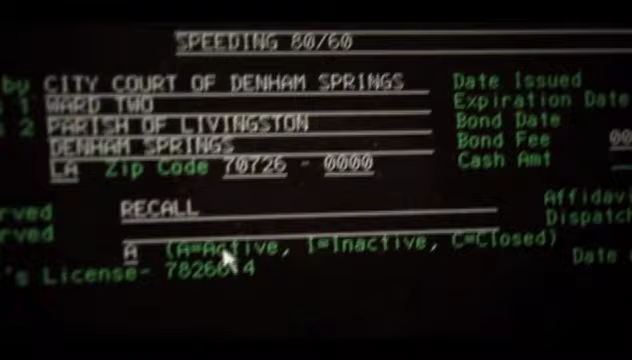 SPEEDING 80/60
by CITY COURT OF DENHAM SPRINGS Date Issued
1 WARD TWO Expiration Date
2 PARISH OF LIVINGSTON Bond Date
DENHAM SPRINGS Bond Fee 00
LA Zip Code 70726 - 0000 Cash Amt
Affidavi
rved RECALL Dispatch
rved
A (A=Active, I=Inactive, C=Closed)
Date
's License-